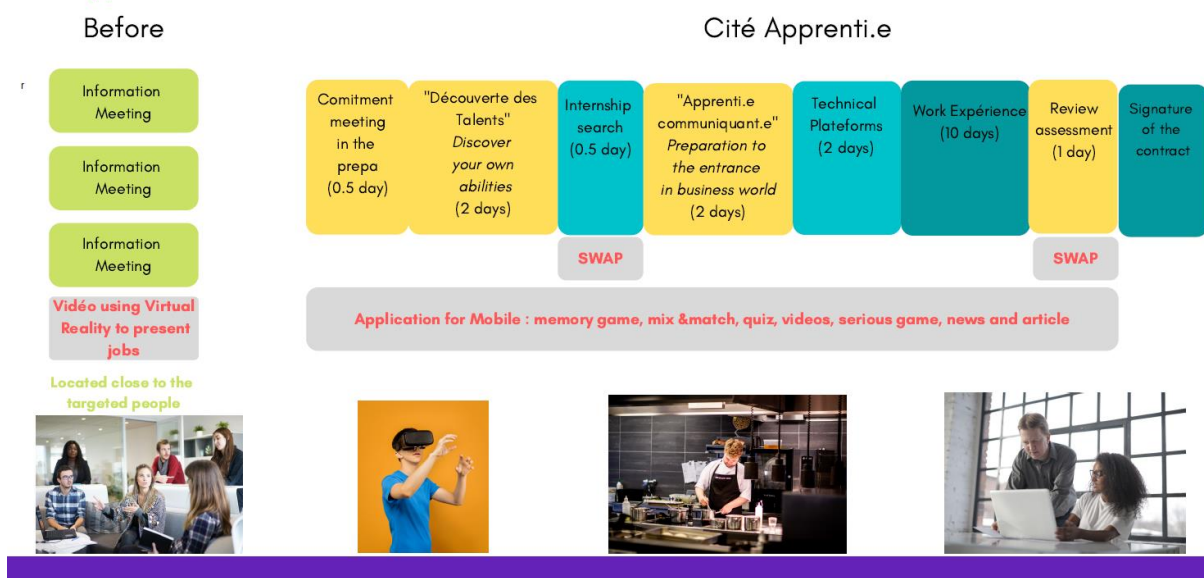 Before
Cité Apprenti.e
r
Information
Meeting
Information
Meeting
Information
Meeting
Vidéo using Virtual
Reality to present
jobs
Located close to the
targeted people
Comitment
meeting
in the
prepa
(0.5 day)
"Découverte des
Talents"
Discover
your own
abilities
(2 days)
Internship
search
(0.5 day)
"Apprenti.e
communiquant.e"
Preparation to
the entrance
in business world
(2 days)
Technical
Plateforms
(2 days)
Work Expérience
(10 days)
Review
assessment
(1 day)
Signature
of the
contract
SWAP
SWAP
Application for Mobile : memory game, mix &match, quiz, videos, serious game, news and article